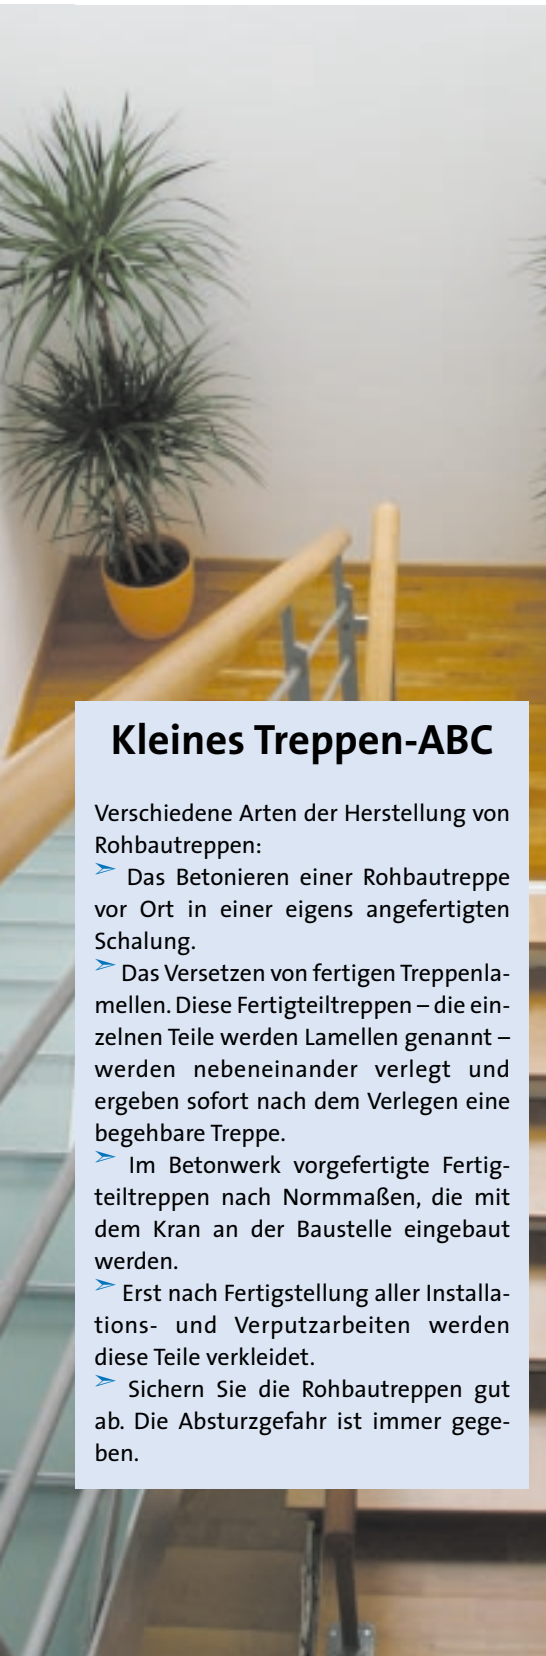 Kleines Treppen-ABC
Verschiedene Arten der Herstellung von
Rohbautreppen:
➣ Das Betonieren einer Rohbautreppe
vor Ort in einer eigens angefertigten
Schalung.
➣ Das Versetzen von fertigen Treppenla-
mellen. Diese Fertigteiltreppen – die ein-
zelnen Teile werden Lamellen genannt –
werden nebeneinander verlegt und
ergeben sofort nach dem Verlegen eine
begehbare Treppe.
➣ Im Betonwerk vorgefertigte Fertig-
teiltreppen nach Normmaßen, die mit
dem Kran an der Baustelle eingebaut
werden.
➣ Erst nach Fertigstellung aller Installa-
tions- und Verputzarbeiten werden
diese Teile verkleidet.
➣ Sichern Sie die Rohbautreppen gut
ab. Die Absturzgefahr ist immer gege-
ben.